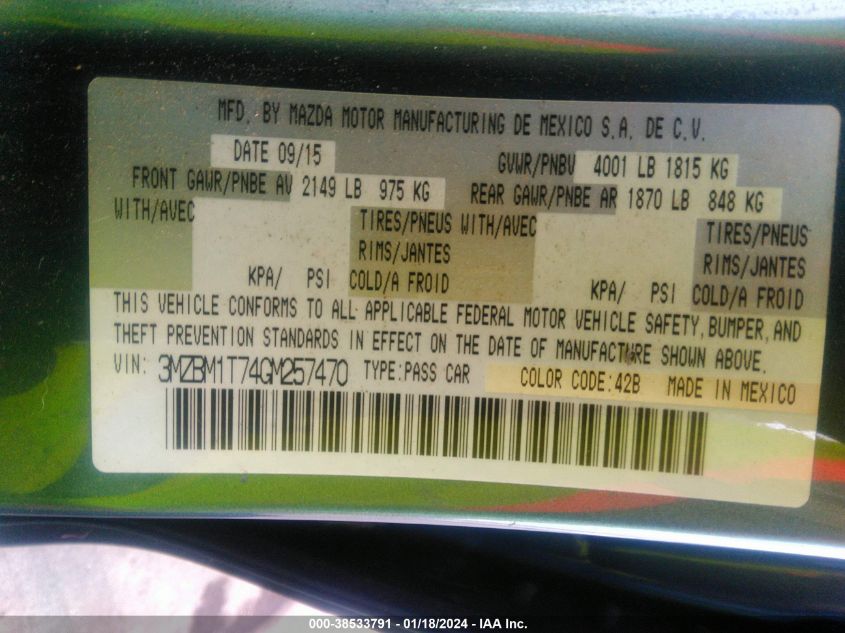 MFD. BY MAZDA MOTOR MANUFACTURING DE MEXICO S.A. DE C.V.
DATE 09/15 GVWR/PNBV 4001 LB 1815 KG
FRONT GAWR/PNBE AV 2149 LB 975 KG REAR GAWR/PNBE AR 1870 LB 848 KG
WITH/AVEC TIRES/PNEUS WITH/AVEC TIRES/PNEUS
RIMS/JANTES RIMS/JANTES
KPA/ PSI COLD/A FROID KPA/ PSI COLD/A FROID
THIS VEHICLE CONFORMS TO ALL APPLICABLE FEDERAL MOTOR VEHICLE SAFETY, BUMPER, AND
THEFT PREVENTION STANDARDS IN EFFECT ON THE DATE OF MANUFACTURE SHOWN ABOVE.
VIN: 3MZBM1T74GM257470 TYPE:PASS CAR COLOR CODE:42B MADE IN MEXICO
000-38533791 - 01/18/2024 - IAA Inc.